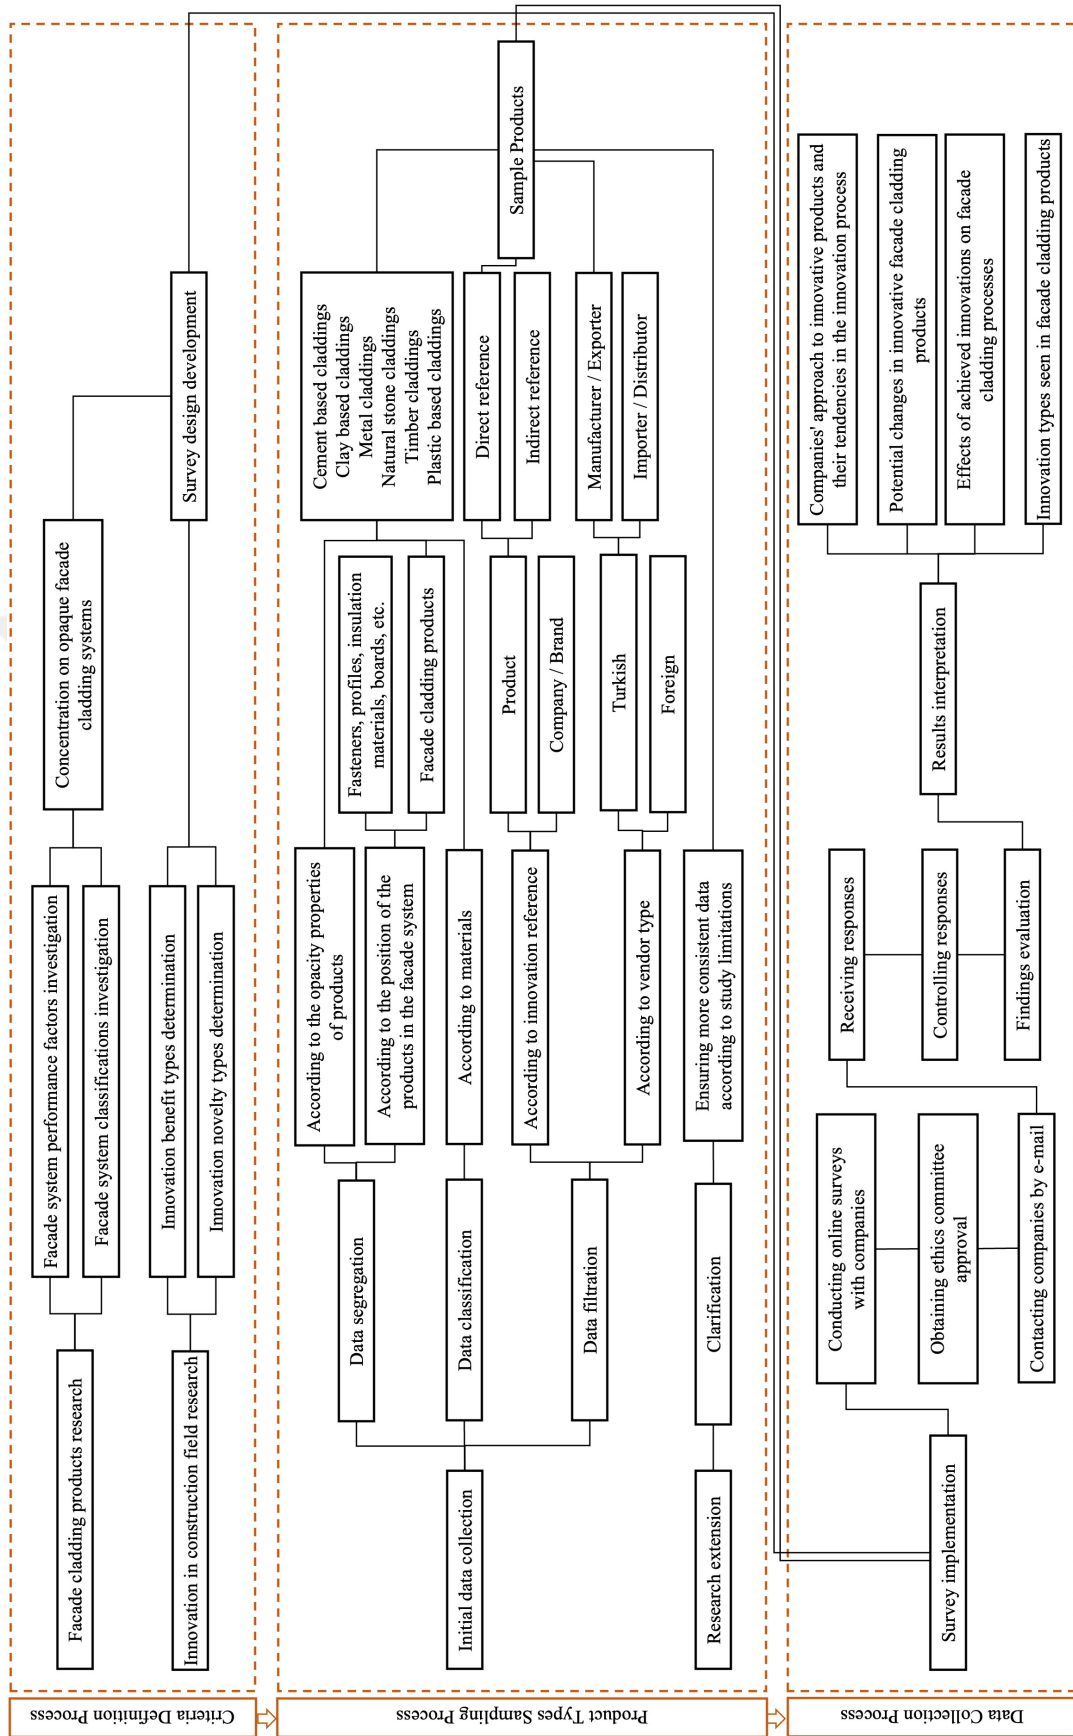 Criteria Definition Process
Facade cladding products research
Innovation in construction field research
Facade system performance factors investigation
Facade system classifications investigation
Innovation benefit types determination
Innovation novelty types determination
Concentration on opaque facade
cladding systems
Survey design development
Product Types Sampling Process
Initial data collection
Research extension
Data segregation
Data classification
Data filtration
Clarification
According to the opacity properties
of products
According to the position of the
products in the facade system
According to materials
According to innovation reference
According to vendor type
Ensuring more consistent data
according to study limitations
Fasteners, profiles, insulation
materials, boards, etc.
Facade cladding products
Product
Company / Brand
Turkish
Foreign
Cement based claddings
Clay based claddings
Metal claddings
Natural stone claddings
Timber claddings
Plastic based claddings
Direct reference
Indirect reference
Manufacturer / Exporter
Importer / Distributor
Sample Products
Data Collection Process
Survey implementation
Conducting online surveys
with companies
Obtaining ethics committee
approval
Contacting companies by e-mail
Receiving responses
Controlling responses
Findings evaluation
Results interpretation
Companies' approach to innovative products and
their tendencies in the innovation process
Potential changes in innovative facade cladding
products
Effects of achieved innovations on facade
cladding processes
Innovation types seen in facade cladding products